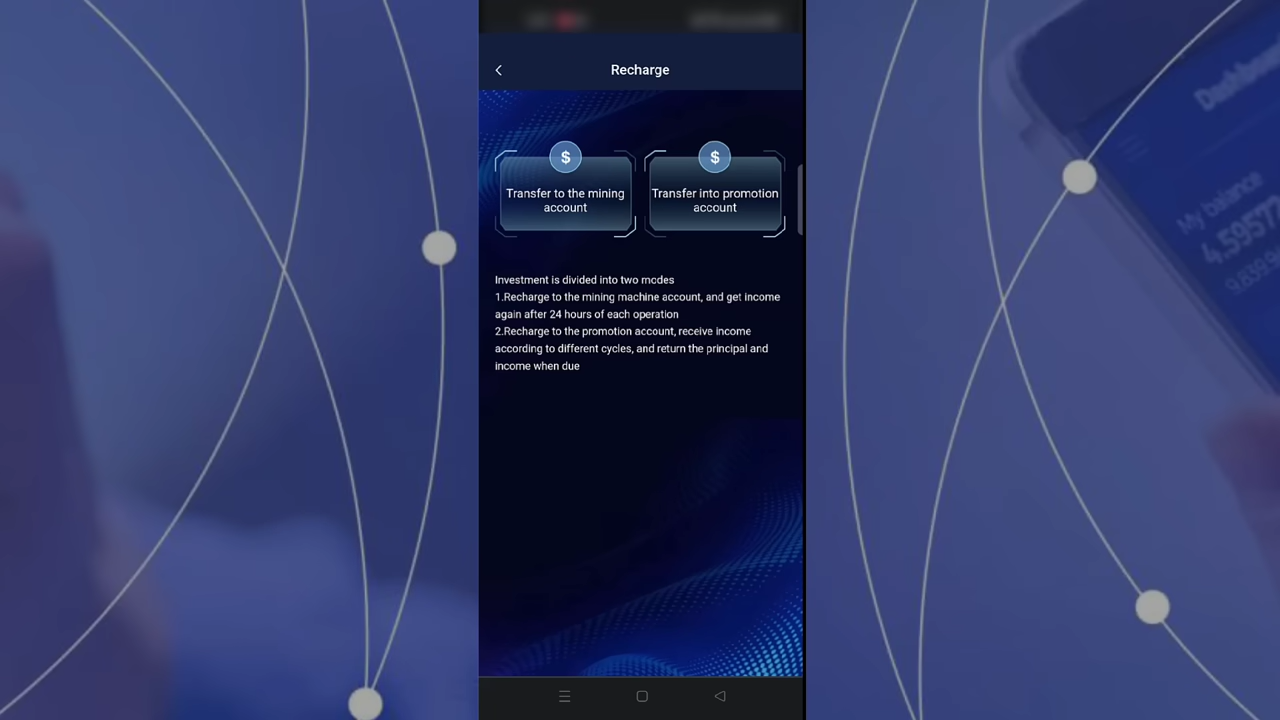 Recharge
$
$
Transfer to the mining
account
Transfer into promotion
account
Investment is divided into two modes
1.Recharge to the mining machine account, and get income
again after 24 hours of each operation
2.Recharge to the promotion account, receive income
according to different cycles, and return the principal and
income when due
My balance